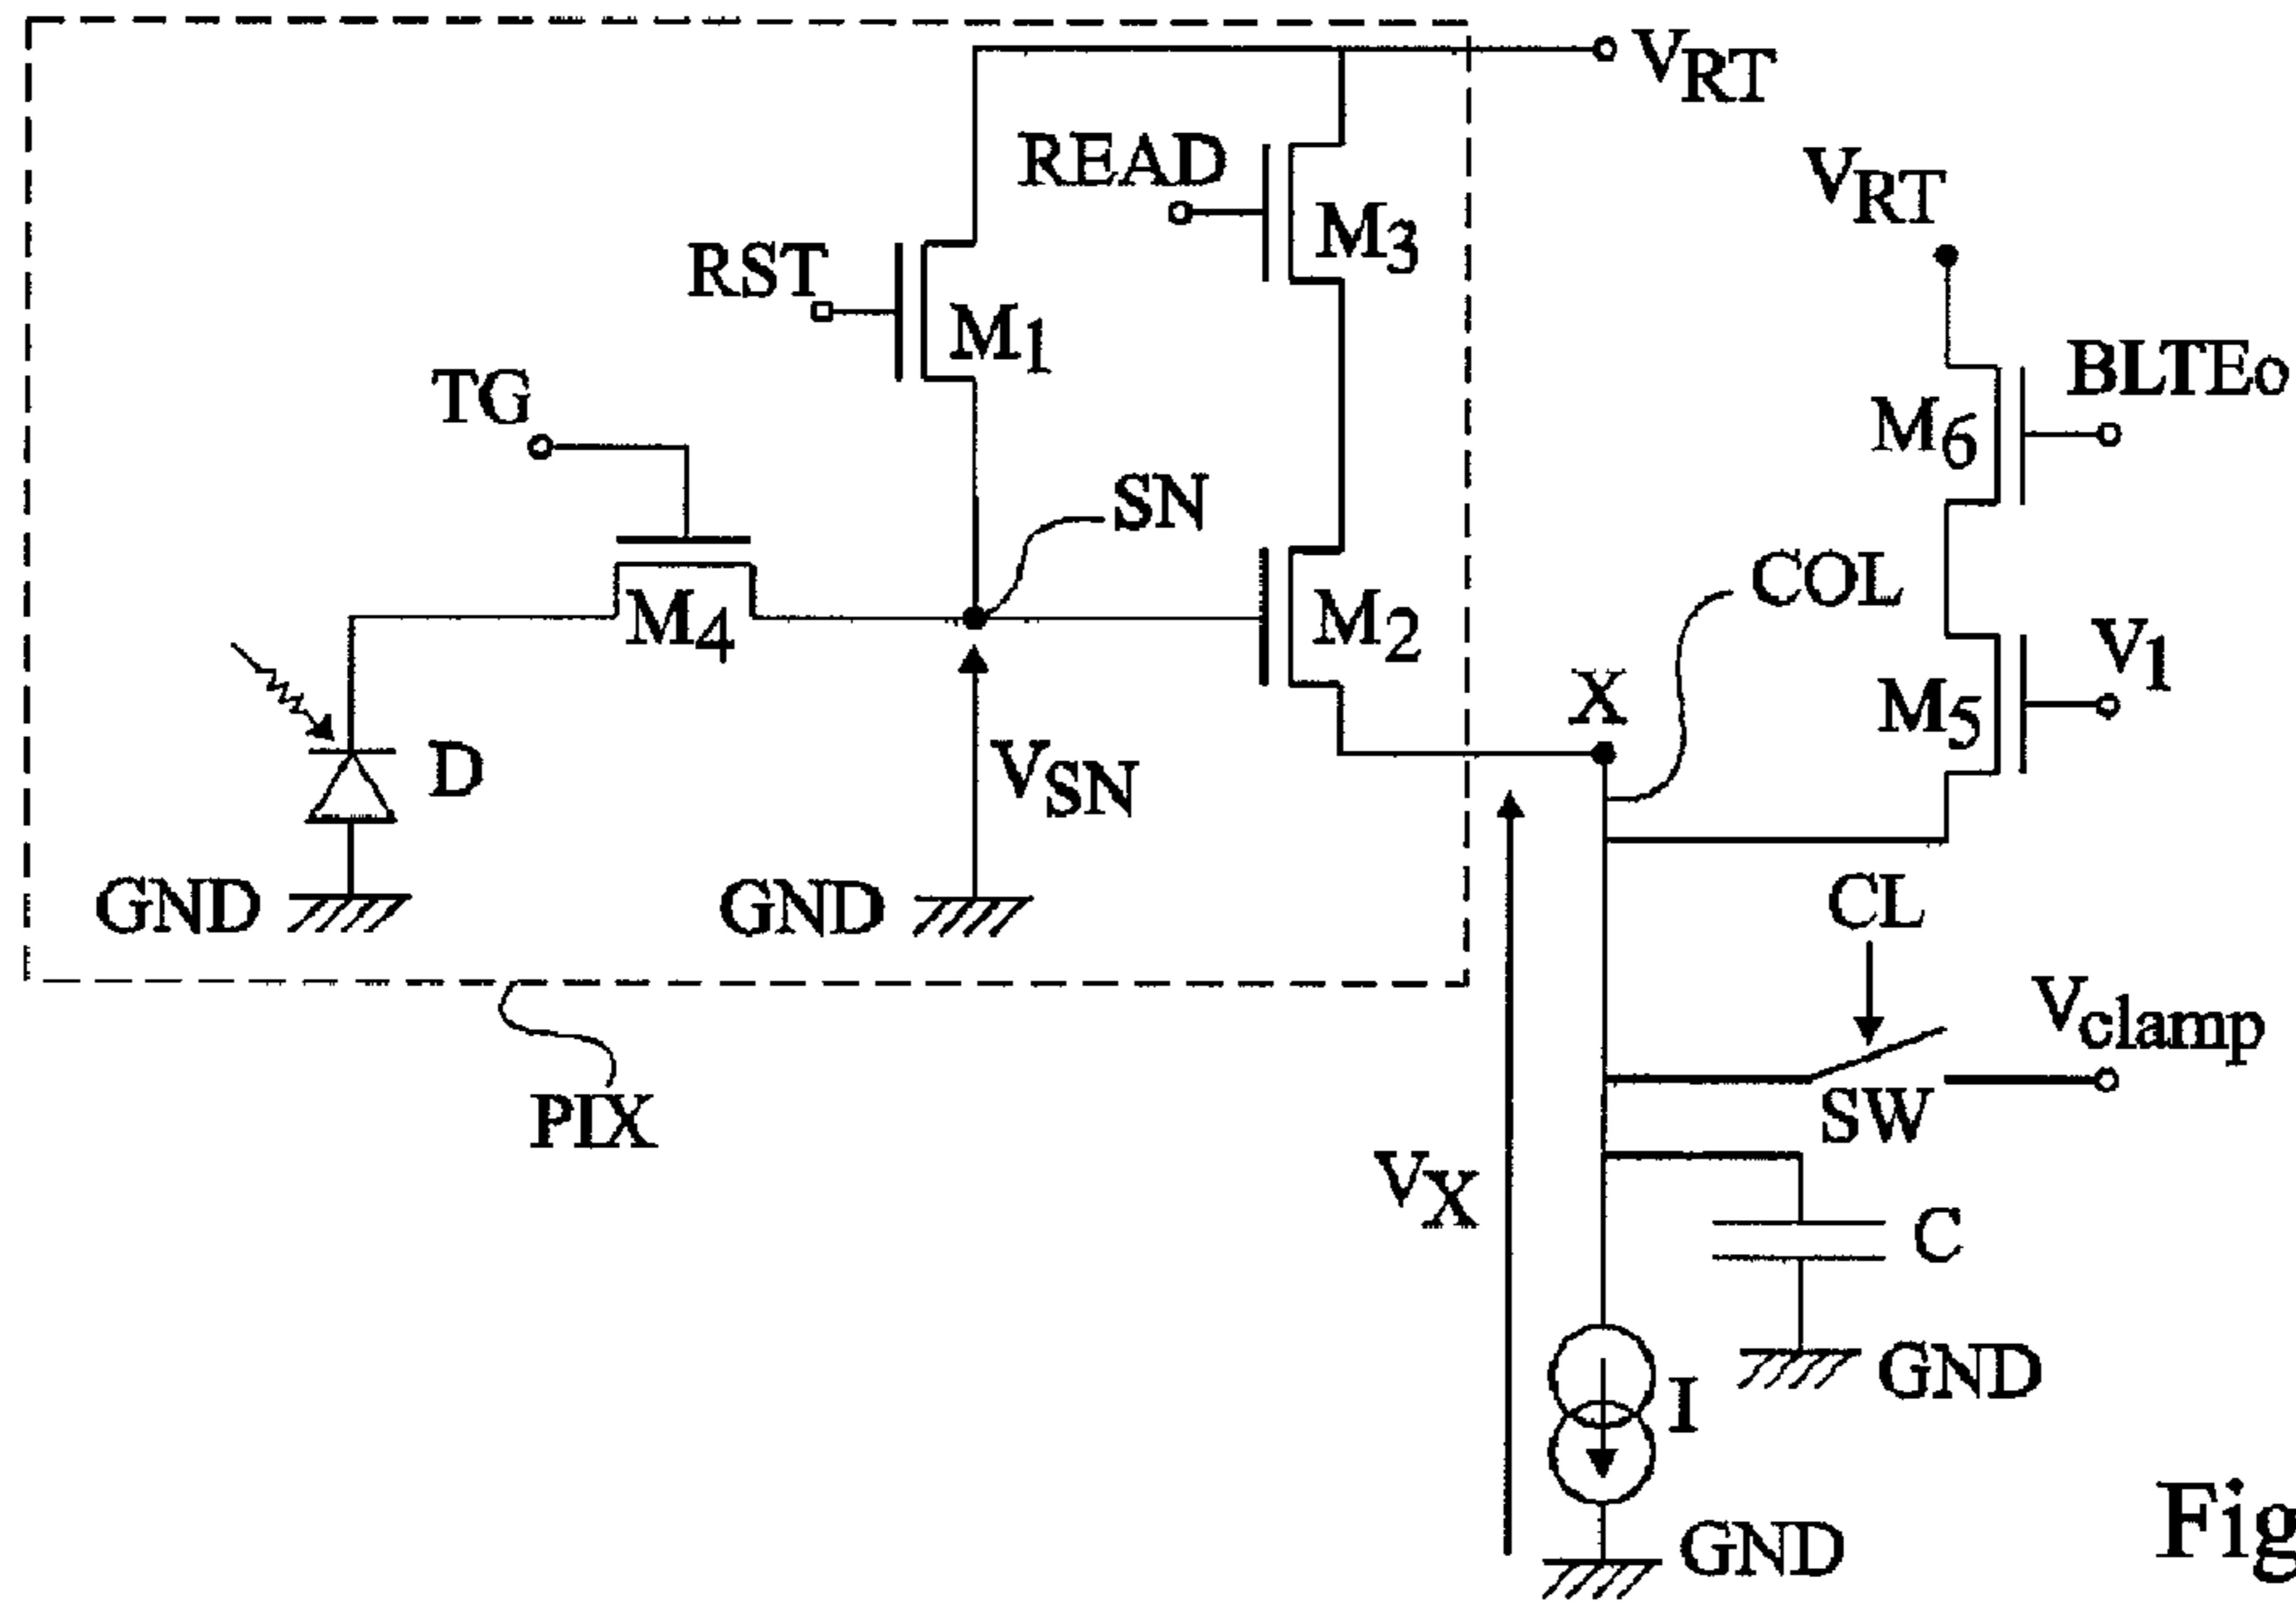 VRT
READ
M3
VRT
RST
M1
BLTEo
M6
TG
SN
COL
M4
M2
V1
X
M5
D
VSN
GND
GND
CL
Vclamp
SW
PIX
VX
C
GND
I
GND
Fig